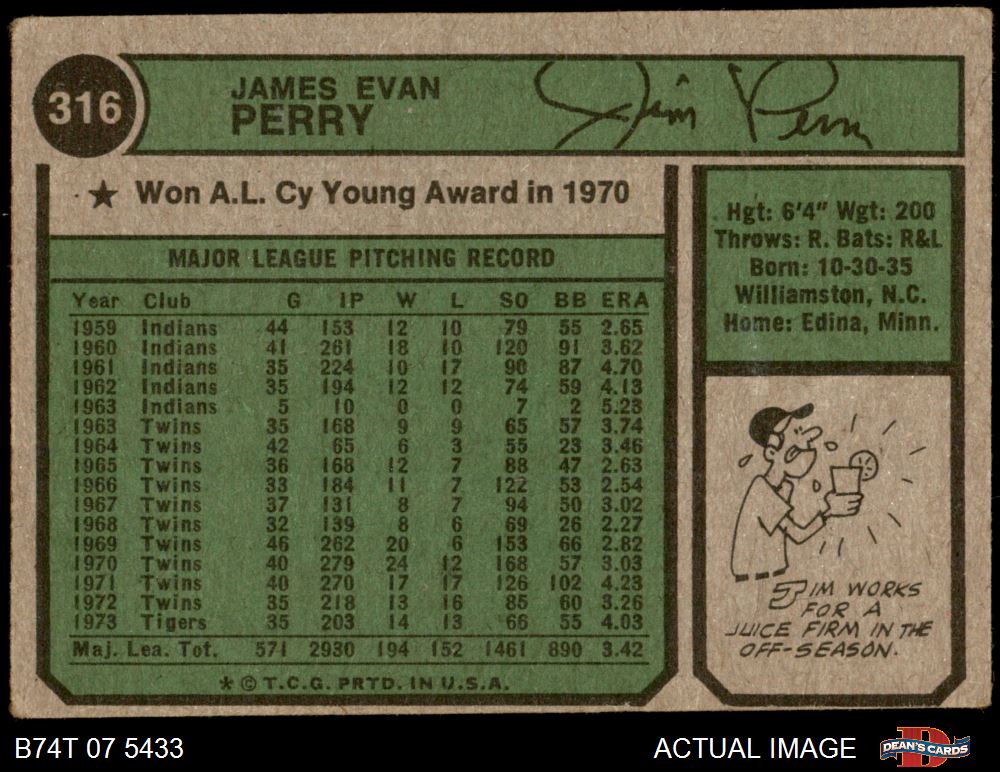 316
JAMES EVAN
PERRY
Jim Perry
★ Won A.L. Cy Young Award in 1970
MAJOR LEAGUE PITCHING RECORD
Year Club G IP W L SO BB ERA
1959 Indians 44 153 12 10 79 55 2.65
1960 Indians 41 261 18 10 120 91 3.62
1961 Indians 35 224 10 17 90 87 4.70
1962 Indians 35 194 12 12 74 59 4.13
1963 Indians 5 10 0 0 7 2 5.23
1963 Twins 35 168 9 9 65 57 3.74
1964 Twins 42 65 6 3 55 23 3.46
1965 Twins 36 168 12 7 88 47 2.63
1966 Twins 33 184 11 7 122 53 2.54
1967 Twins 37 131 8 7 94 50 3.02
1968 Twins 32 139 8 6 69 26 2.27
1969 Twins 46 262 20 6 153 66 2.82
1970 Twins 40 279 24 12 168 57 3.03
1971 Twins 40 270 17 17 126 102 4.23
1972 Twins 35 218 13 16 85 60 3.26
1973 Tigers 35 203 14 13 66 55 4.03
Maj. Lea. Tot. 571 2930 194 152 1461 890 3.42
* © T.C.G. PRTD. IN U.S.A.
Hgt: 6'4" Wgt: 200
Throws: R. Bats: R&L
Born: 10-30-35
Williamston, N.C.
Home: Edina, Minn.
JIM WORKS
FOR A
JUICE FIRM IN THE
OFF-SEASON.
B74T 07 5433
ACTUAL IMAGE
DEAN'S CARDS